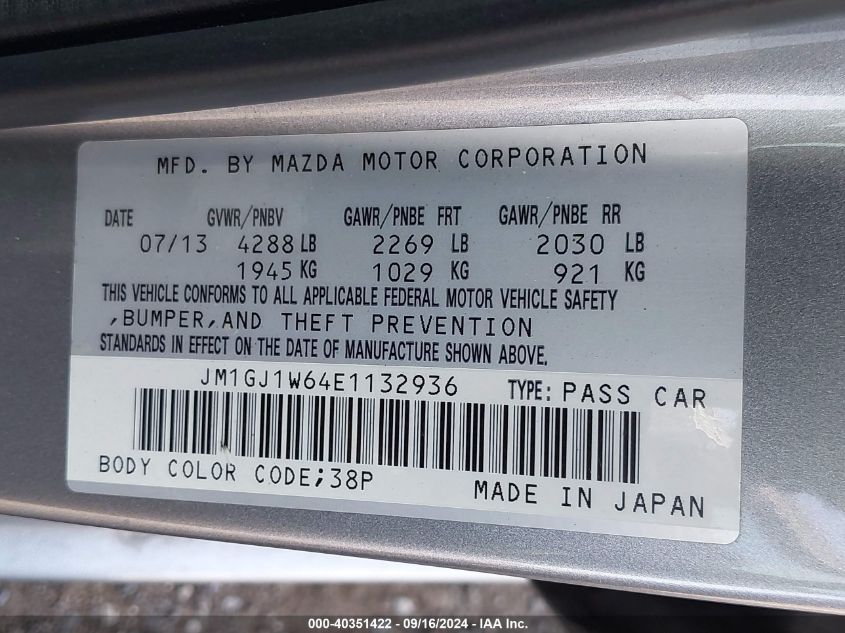 MFD. BY MAZDA MOTOR CORPORATION
DATE GVWR/PNBV GAWR/PNBE FRT GAWR/PNBE RR
07/13 4288 LB 2269 LB 2030 LB
1945 KG 1029 KG 921 KG
THIS VEHICLE CONFORMS TO ALL APPLICABLE FEDERAL MOTOR VEHICLE SAFETY
,BUMPER,AND THEFT PREVENTION
STANDARDS IN EFFECT ON THE DATE OF MANUFACTURE SHOWN ABOVE.
JM1GJ1W64E1132936 TYPE: PASS CAR
BODY COLOR CODE;38P MADE IN JAPAN
000-40351422 - 09/16/2024 - IAA Inc.